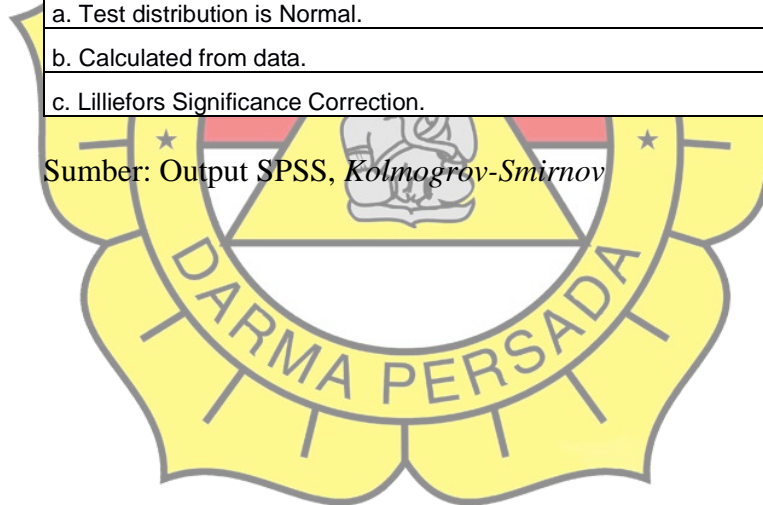 a. Test distribution is Normal.
b. Calculated from data.
c. Lilliefors Significance Correction.
Sumber: Output SPSS, Kolmogrov-Smirnov
DARMA PERSADA